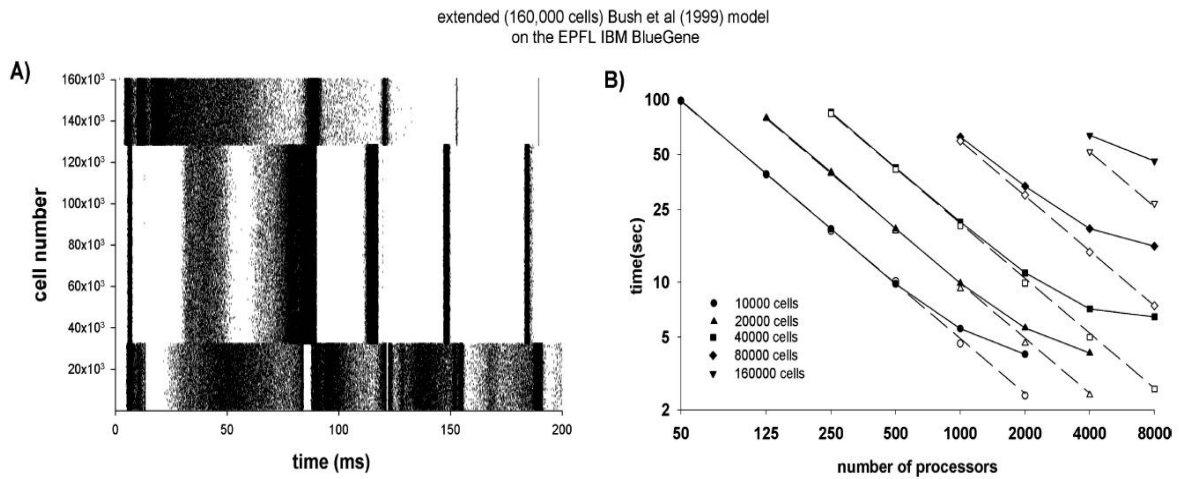 extended (160,000 cells) Bush et al (1999) model
on the EPFL IBM BlueGene
A)
160x10³
140x10³
120x10³
100x10³
80x10³
60x10³
40x10³
20x10³
cell number
0
50
100
150
200
time (ms)
B)
100
50
25
10
5
2
time(sec)
10000 cells
20000 cells
40000 cells
80000 cells
160000 cells
50
125
250
500
1000
2000
4000
8000
number of processors